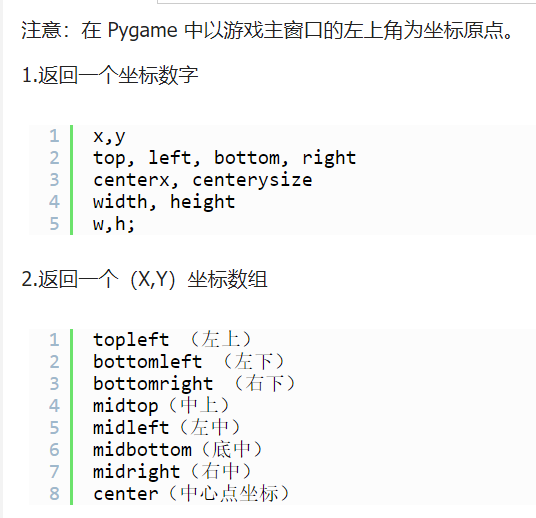 注意：在 Pygame 中以游戏主窗口的左上角为坐标原点。
1.返回一个坐标数字
1 x,y
2 top, left, bottom, right
3 centerx, centerysize
4 width, height
5 w,h;
2.返回一个（X,Y）坐标数组
1 topleft （左上）
2 bottomleft （左下）
3 bottomright （右下）
4 midtop（中上）
5 midleft（左中）
6 midbottom（底中）
7 midright（右中）
8 center（中心点坐标）